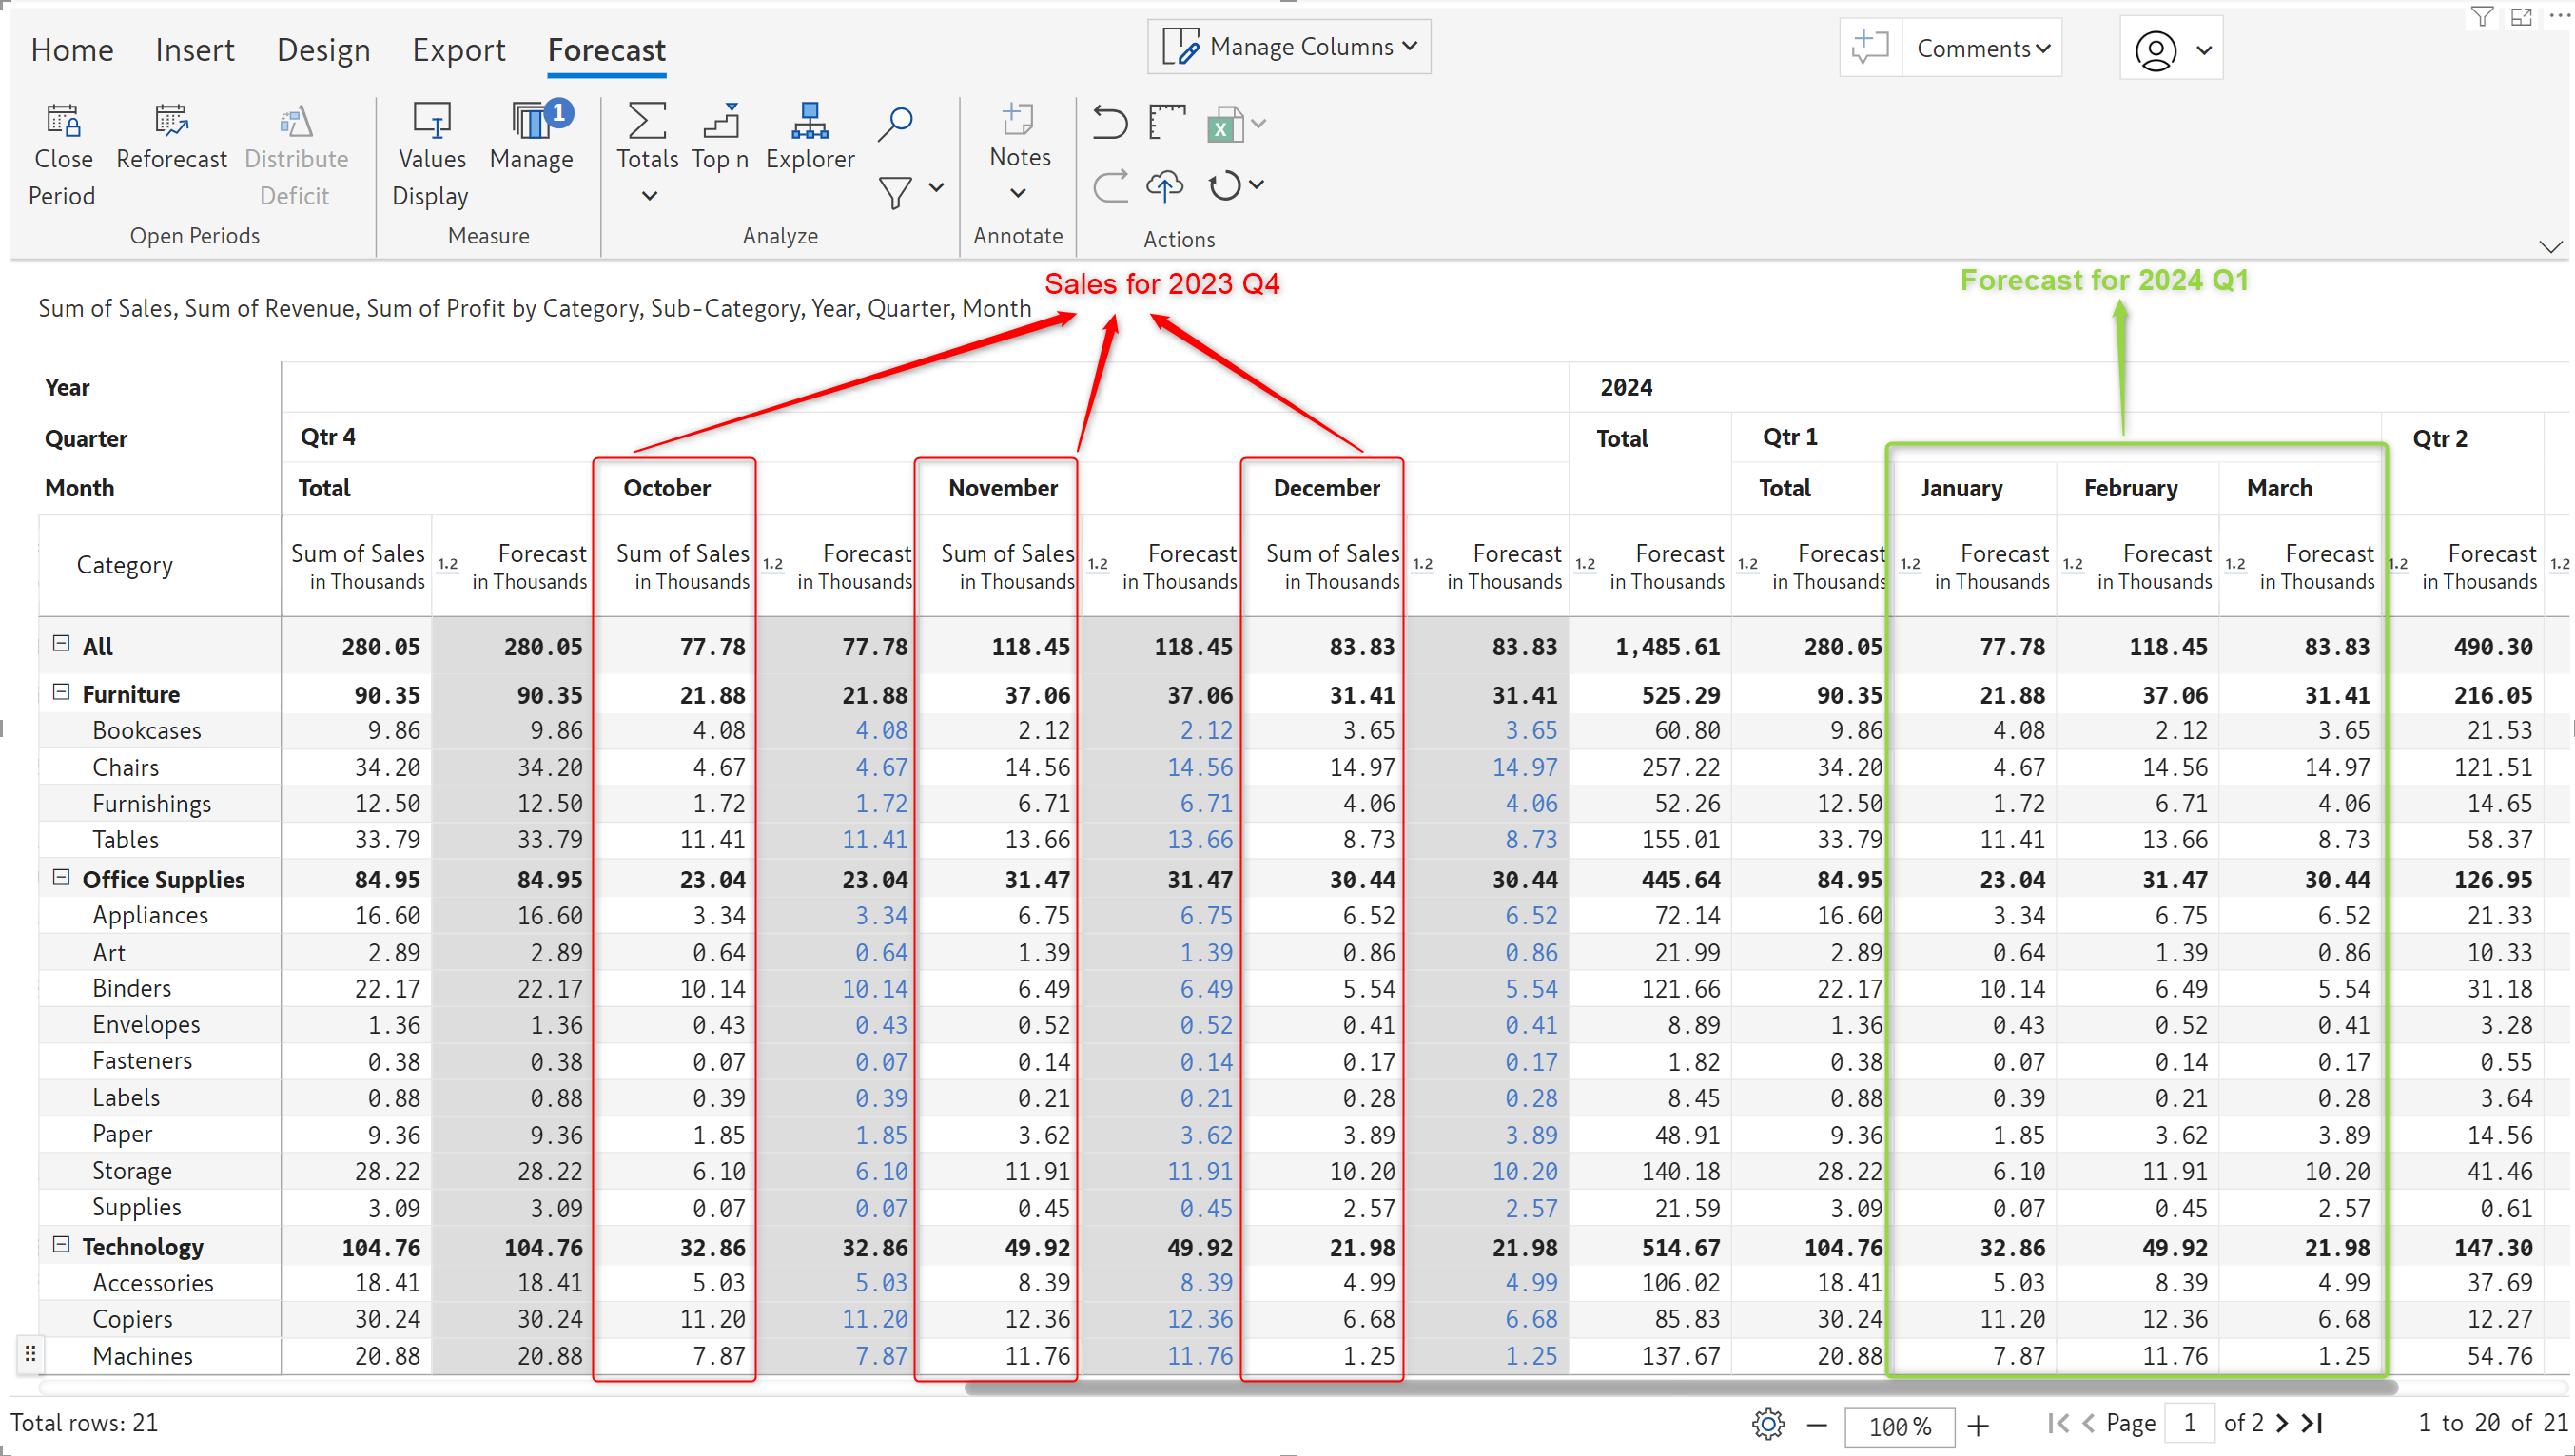 Home Insert Design Export Forecast Manage Columns Comments
Close Period Reforecast Distribute Deficit Values Display Manage 1 Totals Top n Explorer Notes
Open Periods Measure Analyze Annotate Actions
Sales for 2023 Q4 Forecast for 2024 Q1
Sum of Sales, Sum of Revenue, Sum of Profit by Category, Sub-Category, Year, Quarter, Month
Year 2024
Quarter Qtr 4 Total Qtr 1 Qtr 2
Month Total October November December Total January February March
Category Sum of Sales 1.2 Forecast Sum of Sales 1.2 Forecast Sum of Sales 1.2 Forecast Sum of Sales 1.2 Forecast 1.2 Forecast 1.2 Forecast 1.2 Forecast 1.2 Forecast 1.2 Forecast 1.2 Forecast 1.2
in Thousands in Thousands in Thousands in Thousands in Thousands in Thousands in Thousands in Thousands in Thousands in Thousands in Thousands in Thousands in Thousands in Thousands
All 280.05 280.05 77.78 77.78 118.45 118.45 83.83 83.83 1,485.61 280.05 77.78 118.45 83.83 490.30
Furniture 90.35 90.35 21.88 21.88 37.06 37.06 31.41 31.41 525.29 90.35 21.88 37.06 31.41 216.05
Bookcases 9.86 9.86 4.08 4.08 2.12 2.12 3.65 3.65 60.80 9.86 4.08 2.12 3.65 21.53
Chairs 34.20 34.20 4.67 4.67 14.56 14.56 14.97 14.97 257.22 34.20 4.67 14.56 14.97 121.51
Furnishings 12.50 12.50 1.72 1.72 6.71 6.71 4.06 4.06 52.26 12.50 1.72 6.71 4.06 14.65
Tables 33.79 33.79 11.41 11.41 13.66 13.66 8.73 8.73 155.01 33.79 11.41 13.66 8.73 58.37
Office Supplies 84.95 84.95 23.04 23.04 31.47 31.47 30.44 30.44 445.64 84.95 23.04 31.47 30.44 126.95
Appliances 16.60 16.60 3.34 3.34 6.75 6.75 6.52 6.52 72.14 16.60 3.34 6.75 6.52 21.33
Art 2.89 2.89 0.64 0.64 1.39 1.39 0.86 0.86 21.99 2.89 0.64 1.39 0.86 10.33
Binders 22.17 22.17 10.14 10.14 6.49 6.49 5.54 5.54 121.66 22.17 10.14 6.49 5.54 31.18
Envelopes 1.36 1.36 0.43 0.43 0.52 0.52 0.41 0.41 8.89 1.36 0.43 0.52 0.41 3.28
Fasteners 0.38 0.38 0.07 0.07 0.14 0.14 0.17 0.17 1.82 0.38 0.07 0.14 0.17 0.55
Labels 0.88 0.88 0.39 0.39 0.21 0.21 0.28 0.28 8.45 0.88 0.39 0.21 0.28 3.64
Paper 9.36 9.36 1.85 1.85 3.62 3.62 3.89 3.89 48.91 9.36 1.85 3.62 3.89 14.56
Storage 28.22 28.22 6.10 6.10 11.91 11.91 10.20 10.20 140.18 28.22 6.10 11.91 10.20 41.46
Supplies 3.09 3.09 0.07 0.07 0.45 0.45 2.57 2.57 21.59 3.09 0.07 0.45 2.57 0.61
Technology 104.76 104.76 32.86 32.86 49.92 49.92 21.98 21.98 514.67 104.76 32.86 49.92 21.98 147.30
Accessories 18.41 18.41 5.03 5.03 8.39 8.39 4.99 4.99 106.02 18.41 5.03 8.39 4.99 37.69
Copiers 30.24 30.24 11.20 11.20 12.36 12.36 6.68 6.68 85.83 30.24 11.20 12.36 6.68 12.27
Machines 20.88 20.88 7.87 7.87 11.76 11.76 1.25 1.25 137.67 20.88 7.87 11.76 1.25 54.76
Total rows: 21 100% Page 1 of 2 1 to 20 of 21